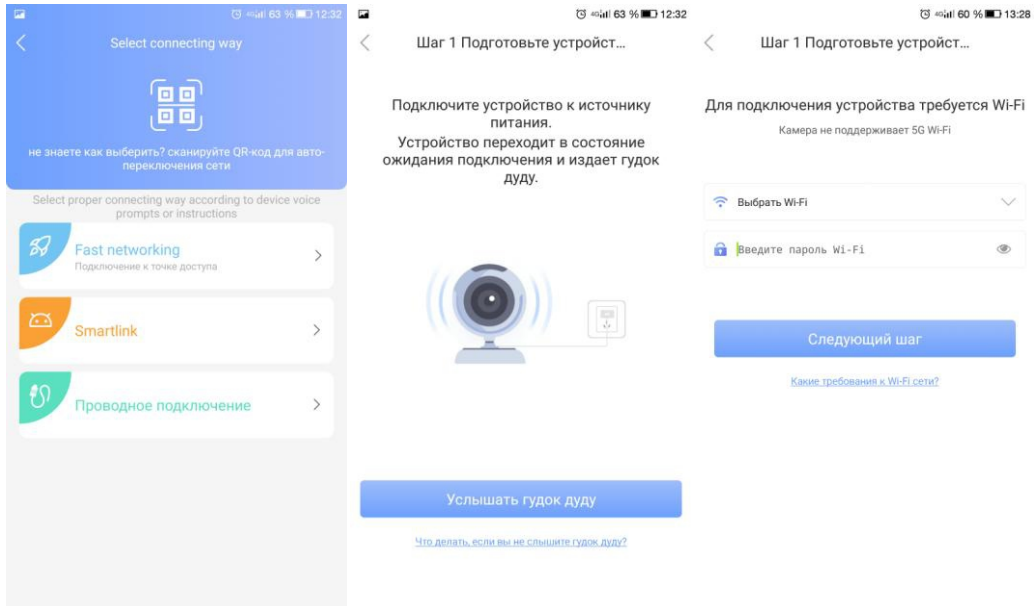 63 % 12:32
Select connecting way
не знаете как выберить? сканируйте QR-код для авто-
переключения сети
Select proper connecting way according to device voice
prompts or instructions
Fast networking
Подключение к точке доступа
Smartlink
Проводное подключение
4G 63 % 12:32
Шаг 1 Подготовьте устройст...
Подключите устройство к источнику
питания.
Устройство переходит в состояние
ожидания подключения и издает гудок
дуду.
Услышать гудок дуду
Что делать, если вы не слышите гудок дуду?
4G 60 % 13:28
Шаг 1 Подготовьте устройст...
Для подключения устройства требуется Wi-Fi
Камера не поддерживает 5G Wi-Fi
Выбрать Wi-Fi
Введите пароль Wi-Fi
Следующий шаг
Какие требования к Wi-Fi сети?